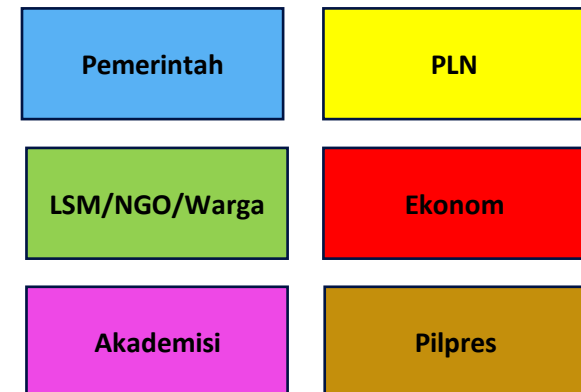 Pemerintah
PLN
LSM/NGO/Warga
Ekonom
Akademisi
Pilpres